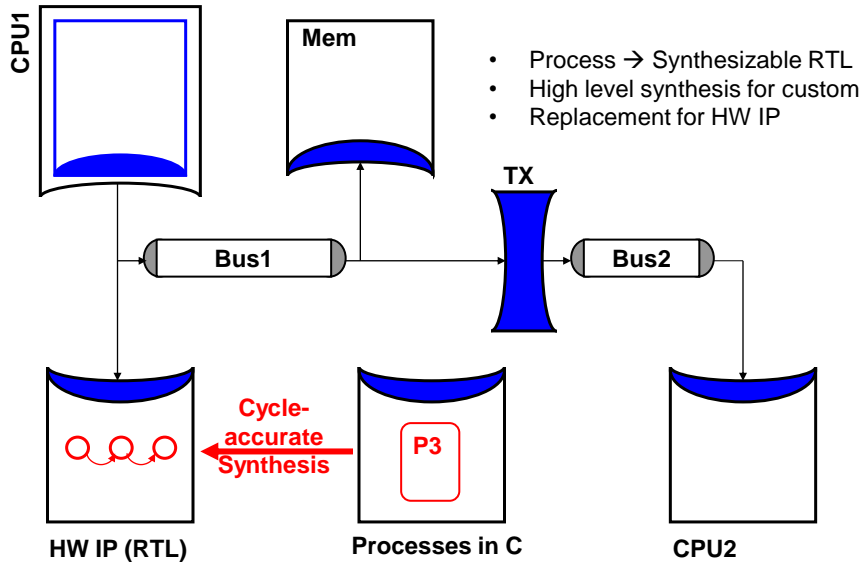 CPU1
Mem
• Process → Synthesizable RTL
• High level synthesis for custom
• Replacement for HW IP
TX
Bus1
Bus2
Cycle-
accurate
Synthesis
P3
HW IP (RTL)
Processes in C
CPU2